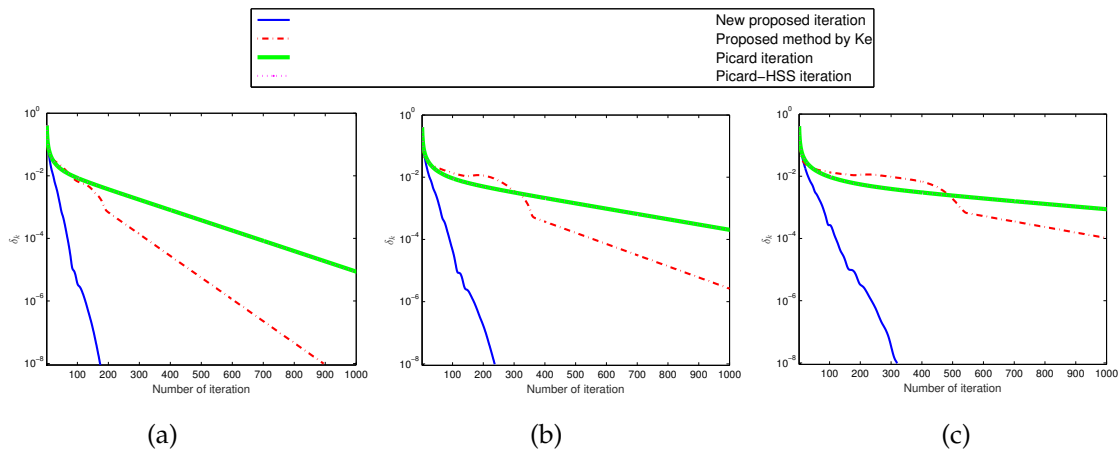 New proposed iteration
Proposed method by Ke
Picard iteration
Picard−HSS iteration
10^0
10^−2
10^−4
10^−6
10^−8
δ_k
100 200 300 400 500 600 700 800 900 1000
Number of iteration
(a)
10^0
10^−2
10^−4
10^−6
10^−8
δ_k
100 200 300 400 500 600 700 800 900 1000
Number of iteration
(b)
10^0
10^−2
10^−4
10^−6
10^−8
δ_k
100 200 300 400 500 600 700 800 900 1000
Number of iteration
(c)